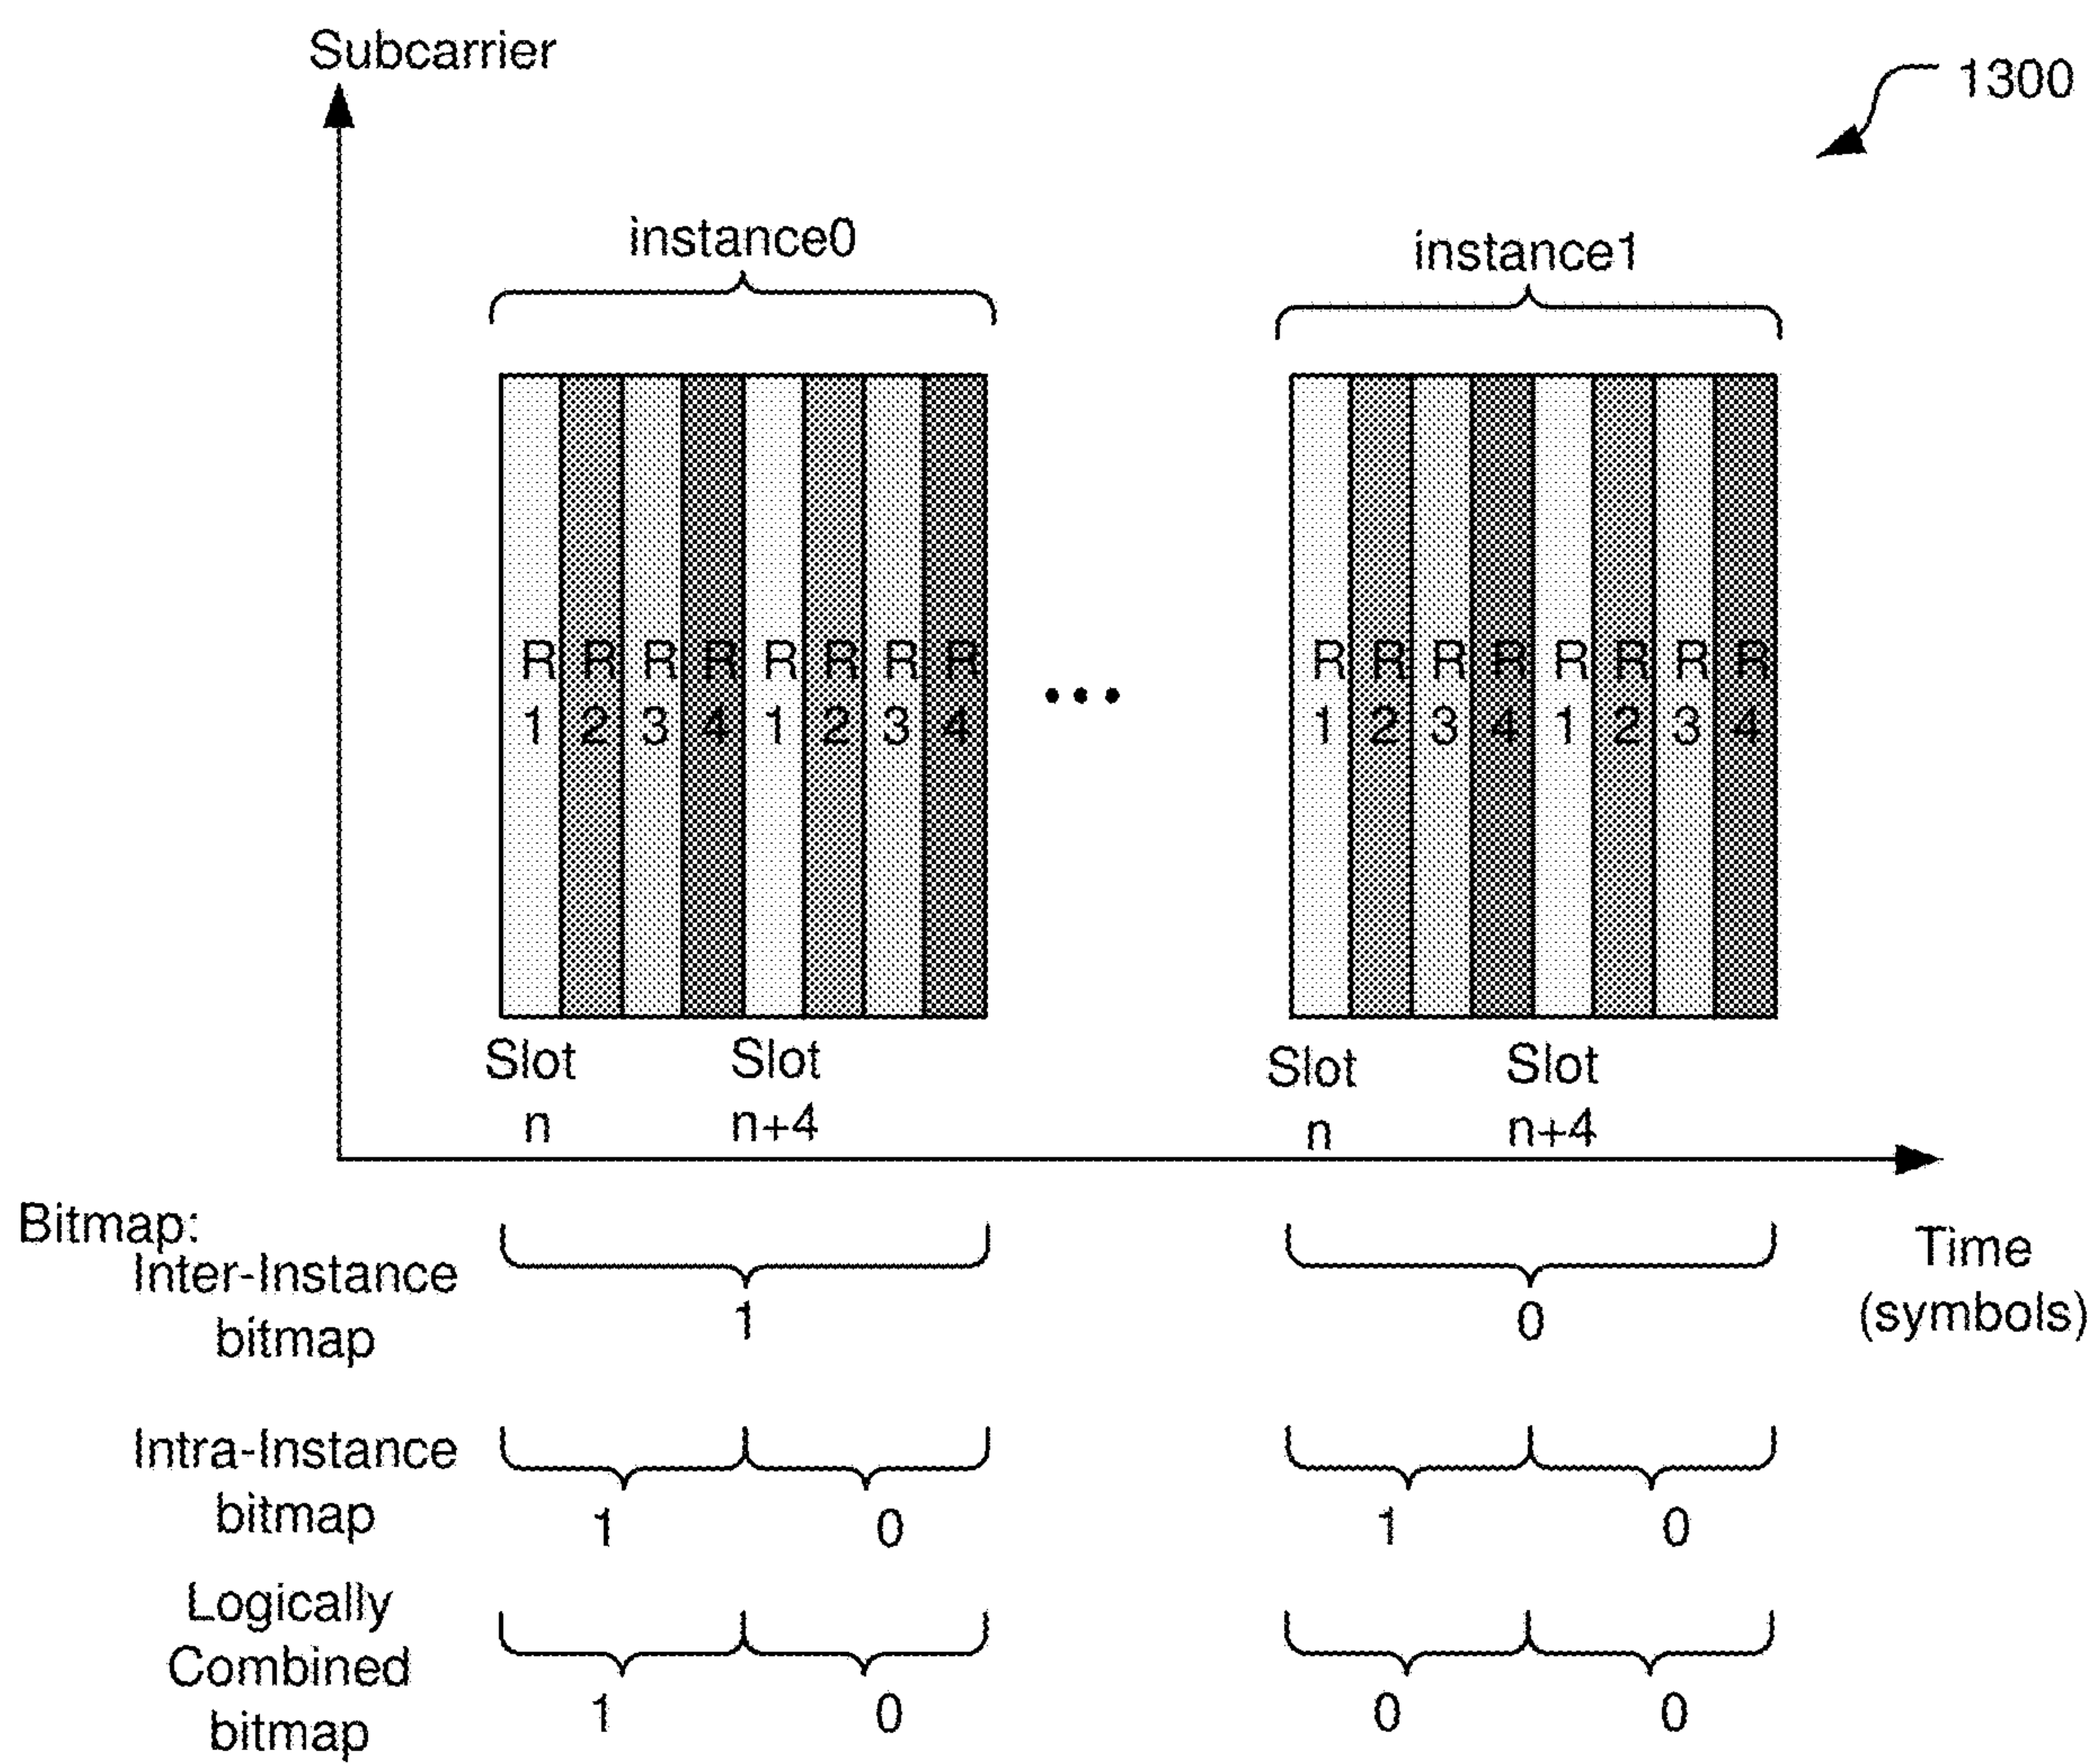 Subcarrier
1300
instance0
instance1
R R R R R R R R
1 2 3 4 1 2 3 4
...
R R R R R R R R
1 2 3 4 1 2 3 4
Slot
n
Slot
n+4
Slot
n
Slot
n+4
Bitmap:
Inter-Instance
bitmap
1
0
Time
(symbols)
Intra-Instance
bitmap
1
0
1
0
Logically
Combined
bitmap
1
0
0
0